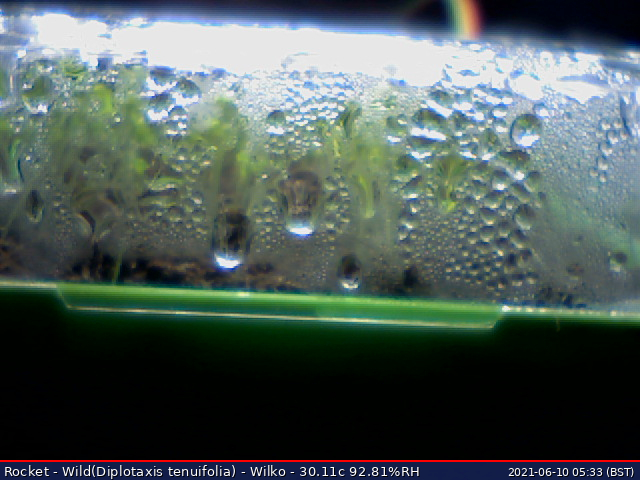 Rocket - Wild(Diplotaxis tenuifolia) - Wilko - 30.11c 92.81%RH 2021-06-10 05:33 (BST)